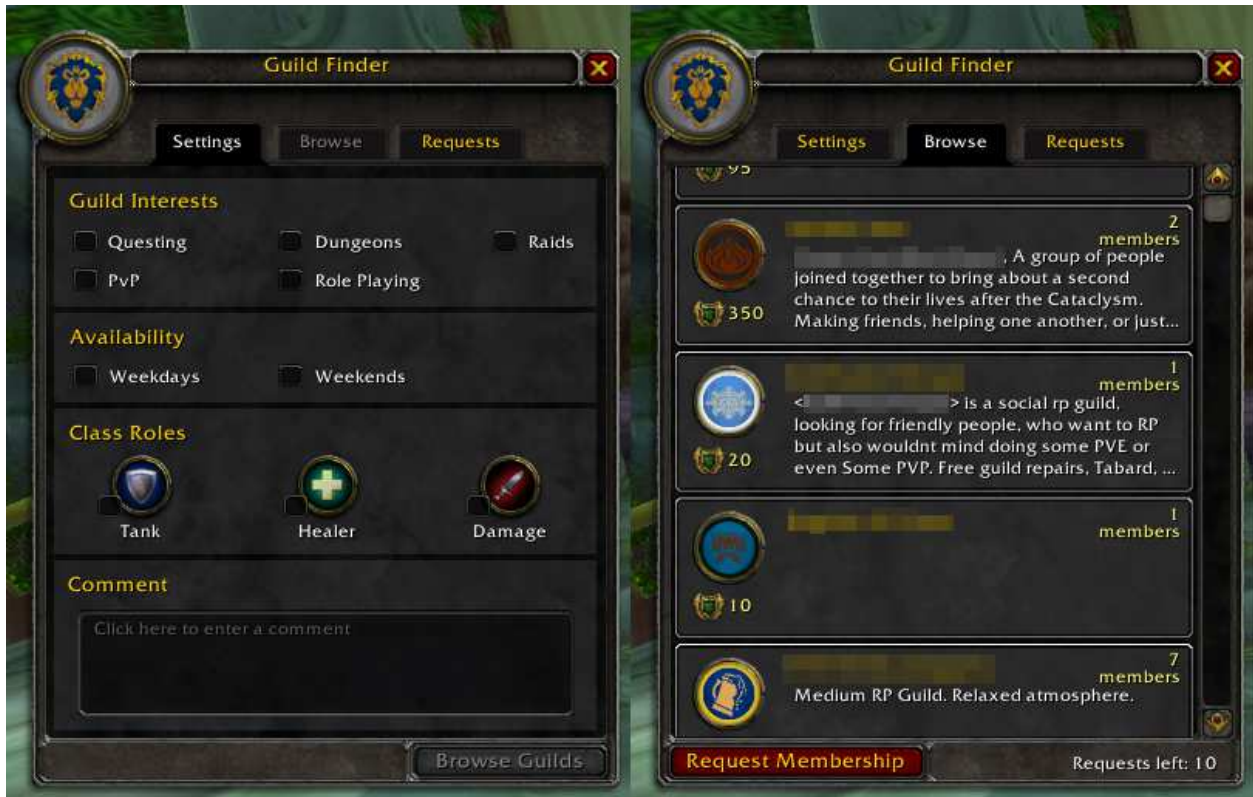 Guild Finder
Settings
Browse
Requests
Guild Interests
Questing
Dungeons
Raids
PvP
Role Playing
Availability
Weekdays
Weekends
Class Roles
Tank
Healer
Damage
Comment
Click here to enter a comment
Browse Guilds
Guild Finder
Settings
Browse
Requests
95
2
members
, A group of people
joined together to bring about a second
chance to their lives after the Cataclysm.
Making friends, helping one another, or just...
350
1
members
< > is a social rp guild,
looking for friendly people, who want to RP
but also wouldnt mind doing some PVE or
even Some PVP. Free guild repairs, Tabard, ...
20
1
members
10
7
members
Medium RP Guild. Relaxed atmosphere.
Request Membership
Requests left: 10